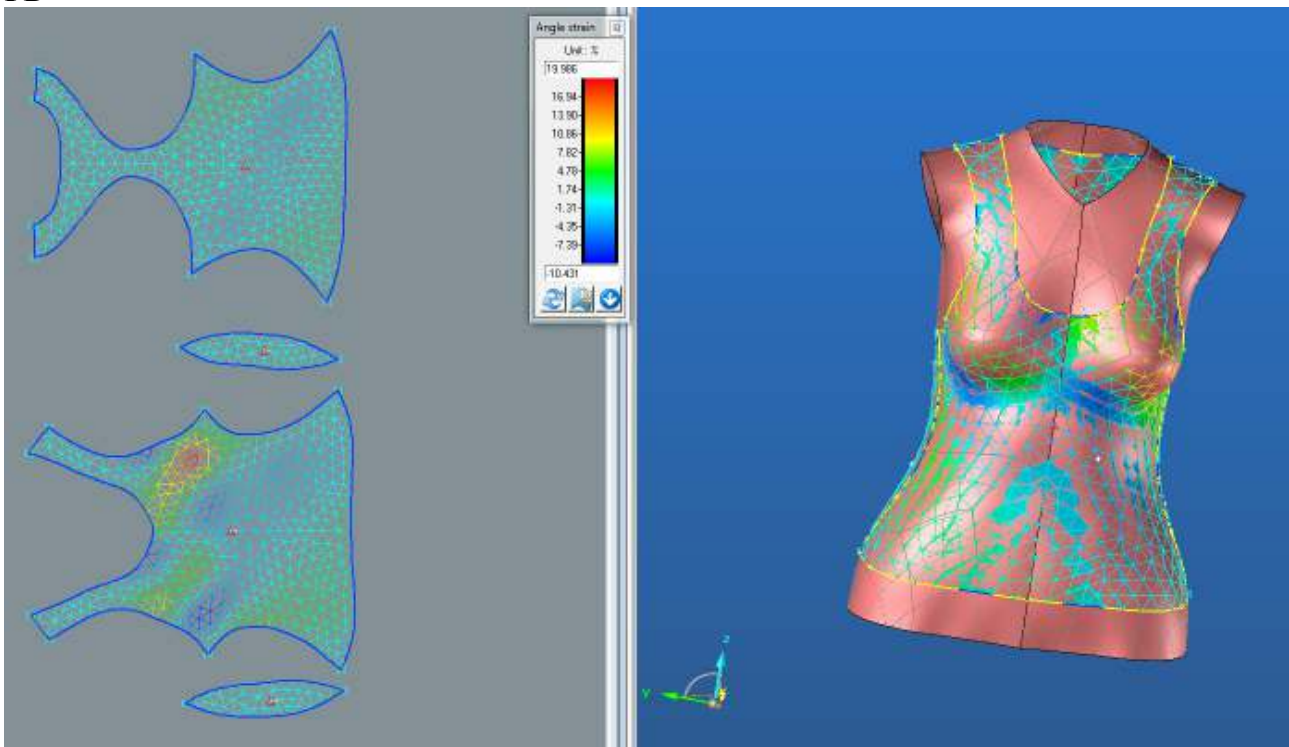 Angle strain
Unit: %
19.986
16.94
13.90
10.86
7.82
4.78
1.74
-1.31
-4.35
-7.39
-10.431
z
Y